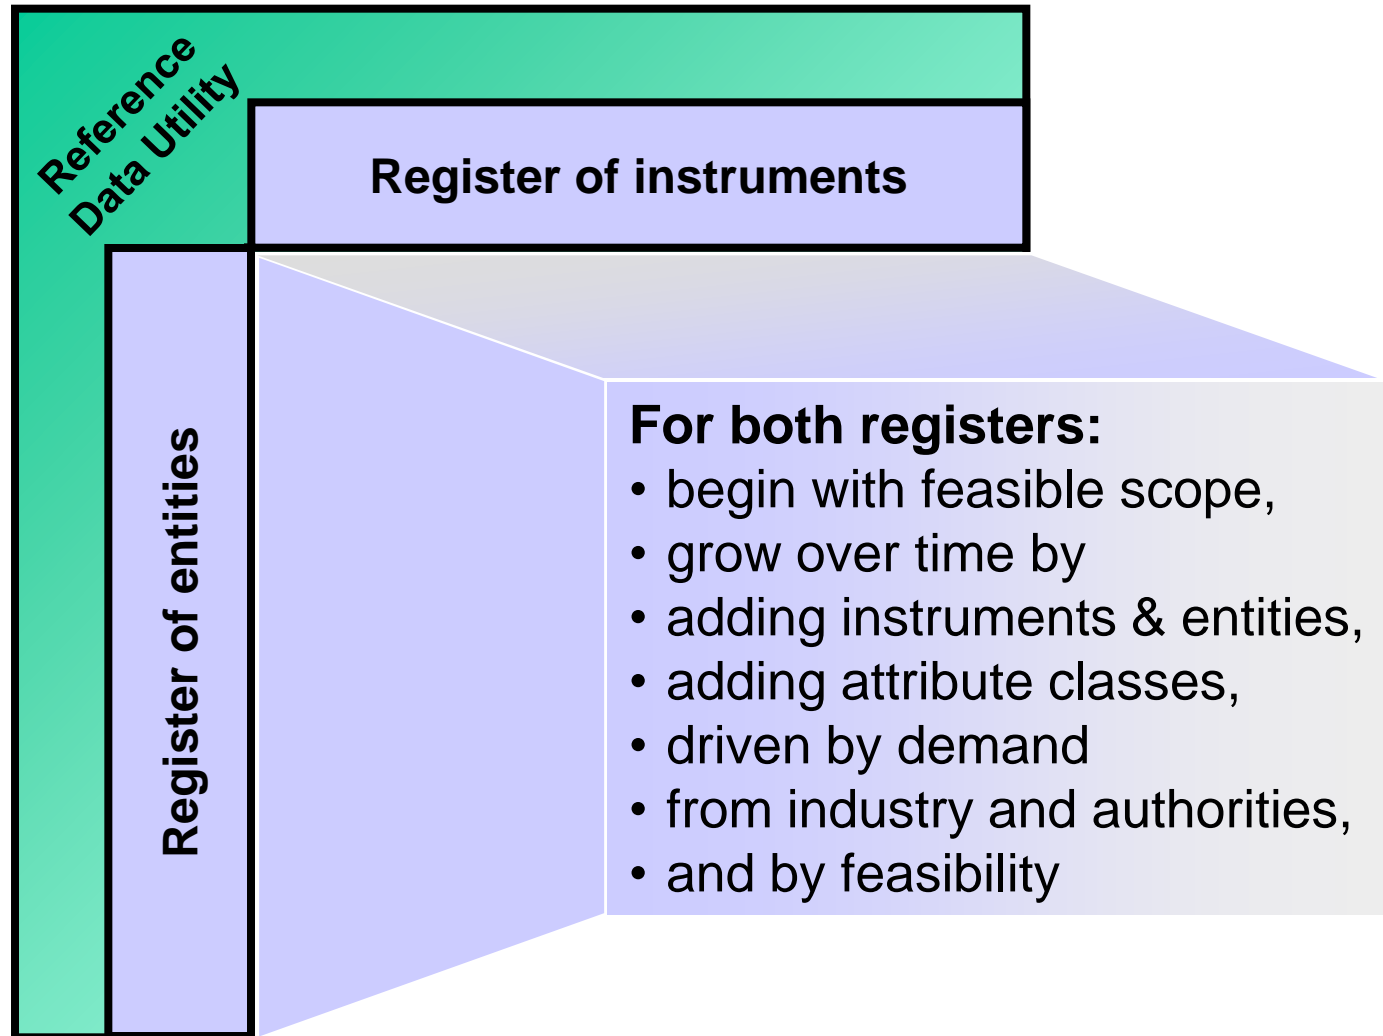 Reference
Data Utility
Register of instruments
Register of entities
For both registers:
• begin with feasible scope,
• grow over time by
• adding instruments & entities,
• adding attribute classes,
• driven by demand
• from industry and authorities,
• and by feasibility